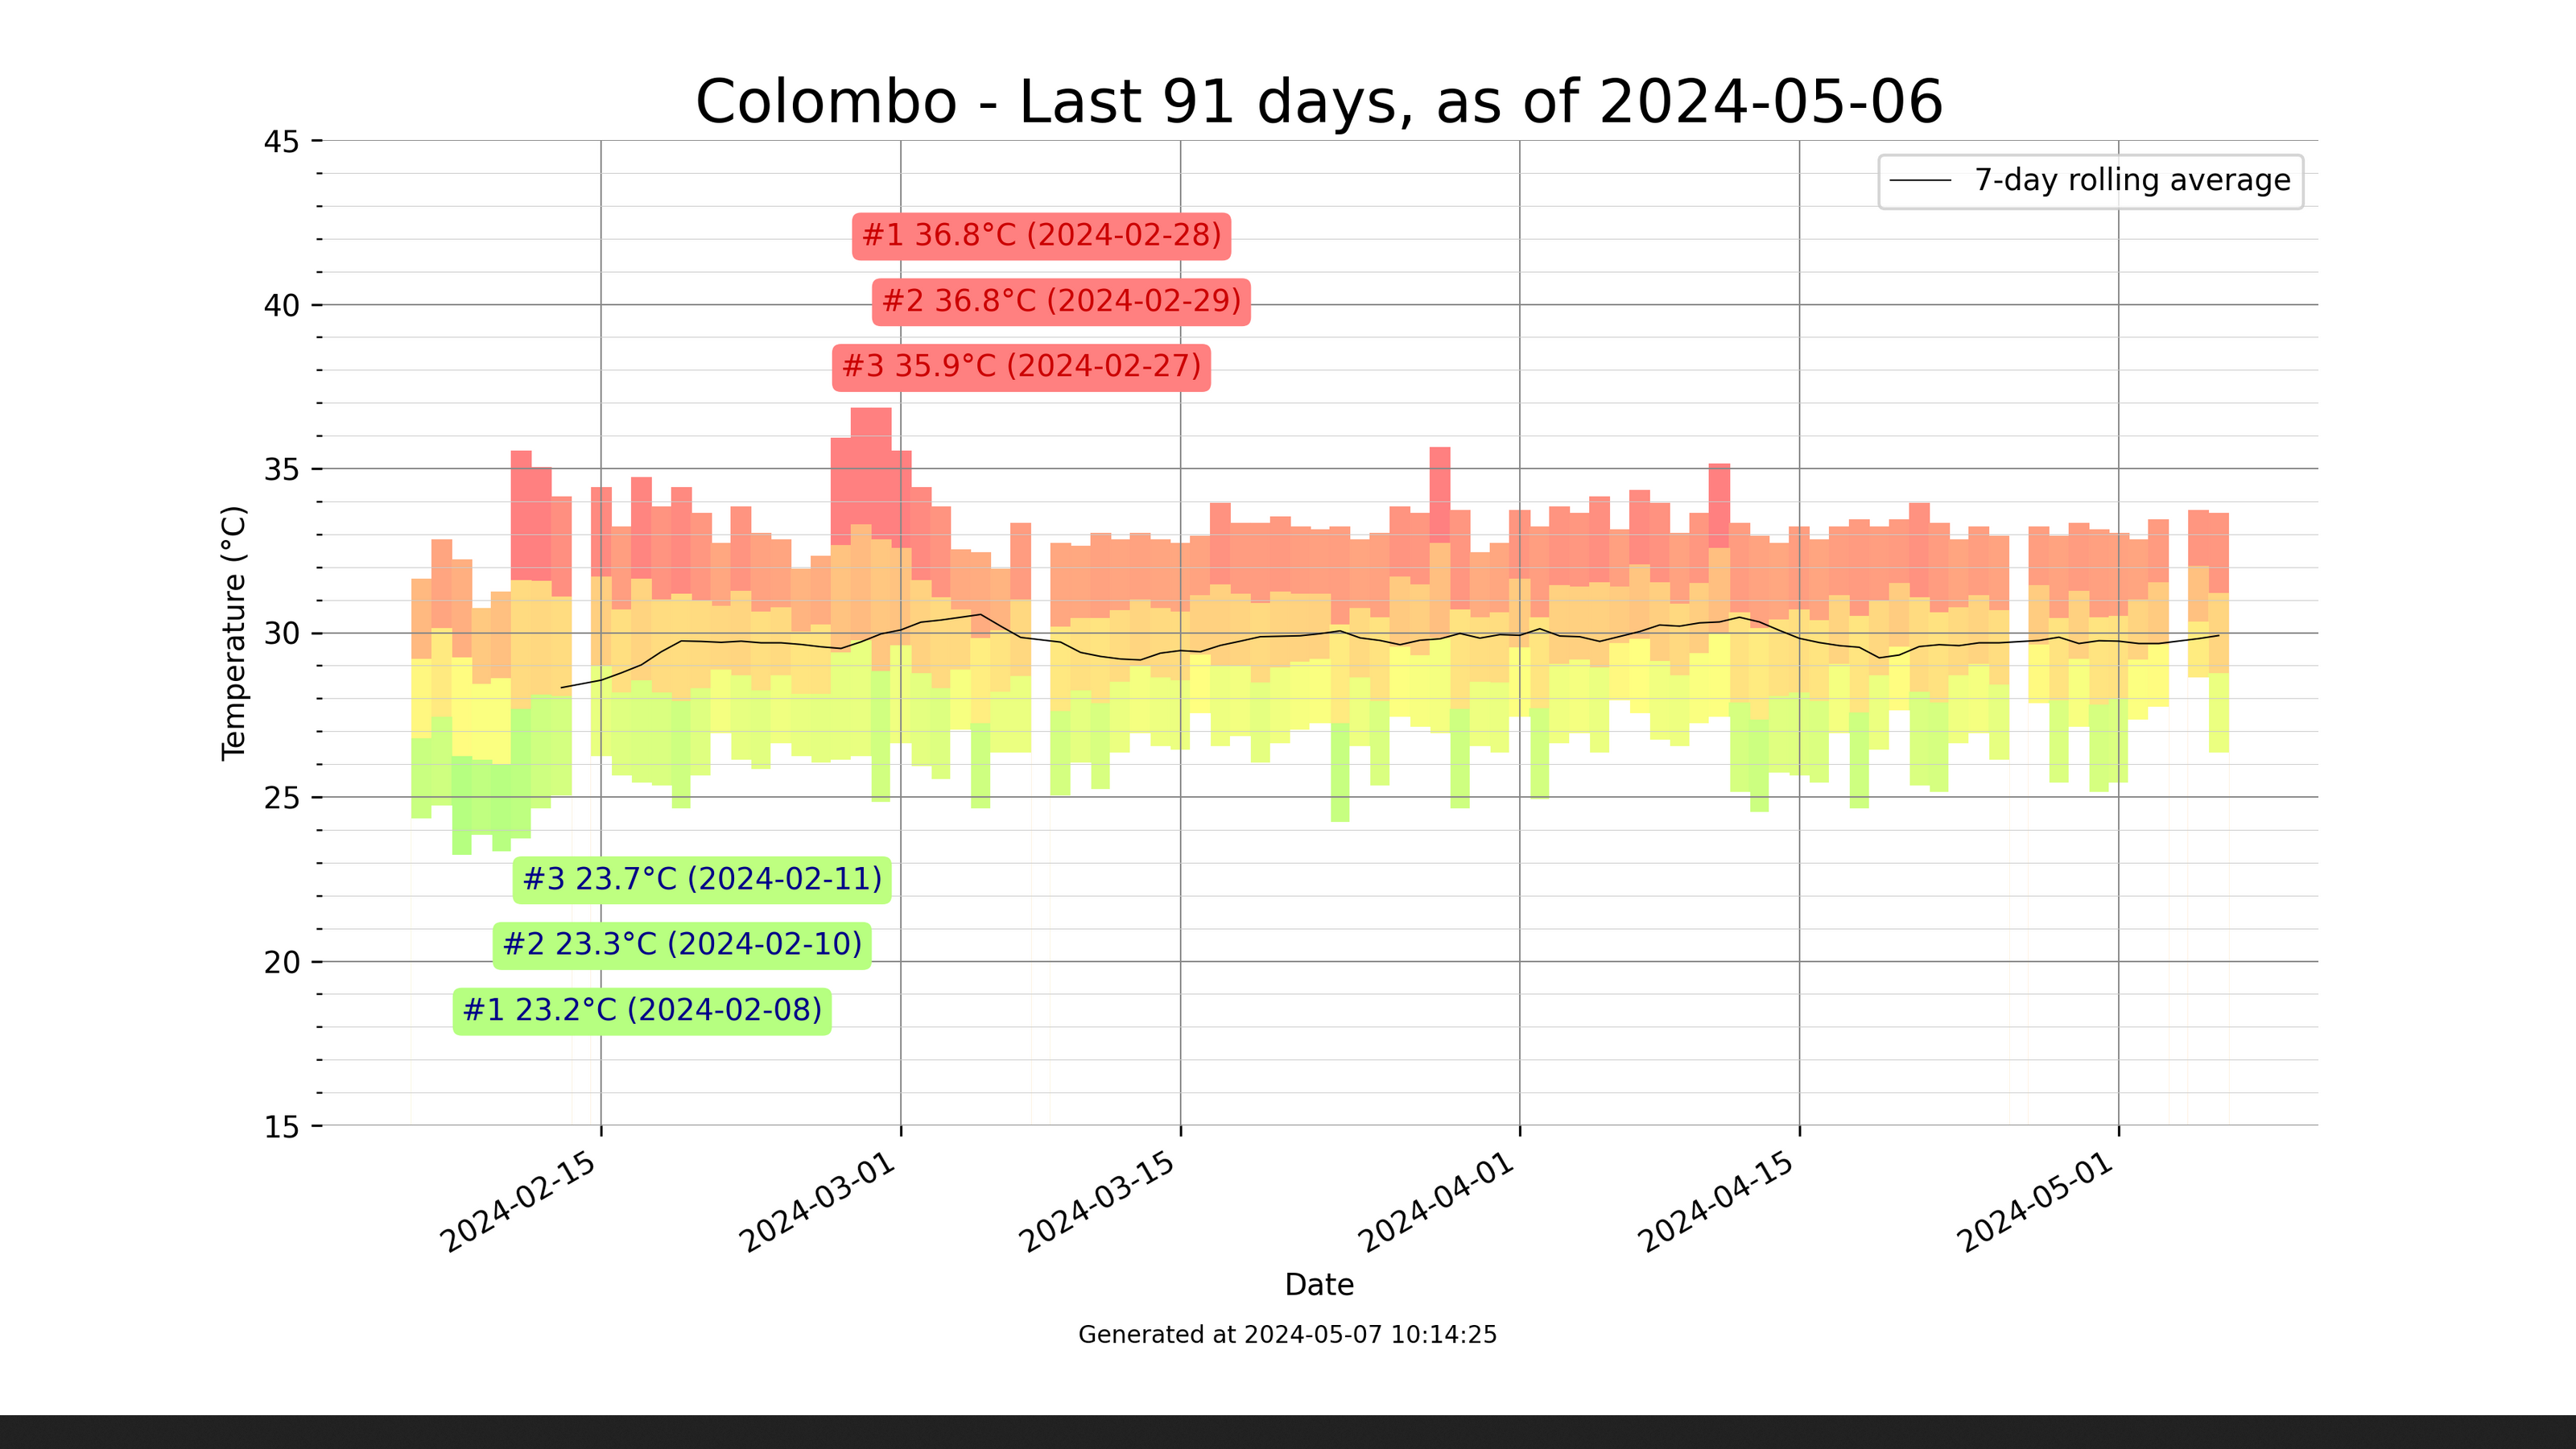 Colombo - Last 91 days, as of 2024-05-06
45
40
35
30
25
20
15
Temperature (°C)
7-day rolling average
#1 36.8°C (2024-02-28)
#2 36.8°C (2024-02-29)
#3 35.9°C (2024-02-27)
#3 23.7°C (2024-02-11)
#2 23.3°C (2024-02-10)
#1 23.2°C (2024-02-08)
2024-02-15
2024-03-01
2024-03-15
2024-04-01
2024-04-15
2024-05-01
Date
Generated at 2024-05-07 10:14:25